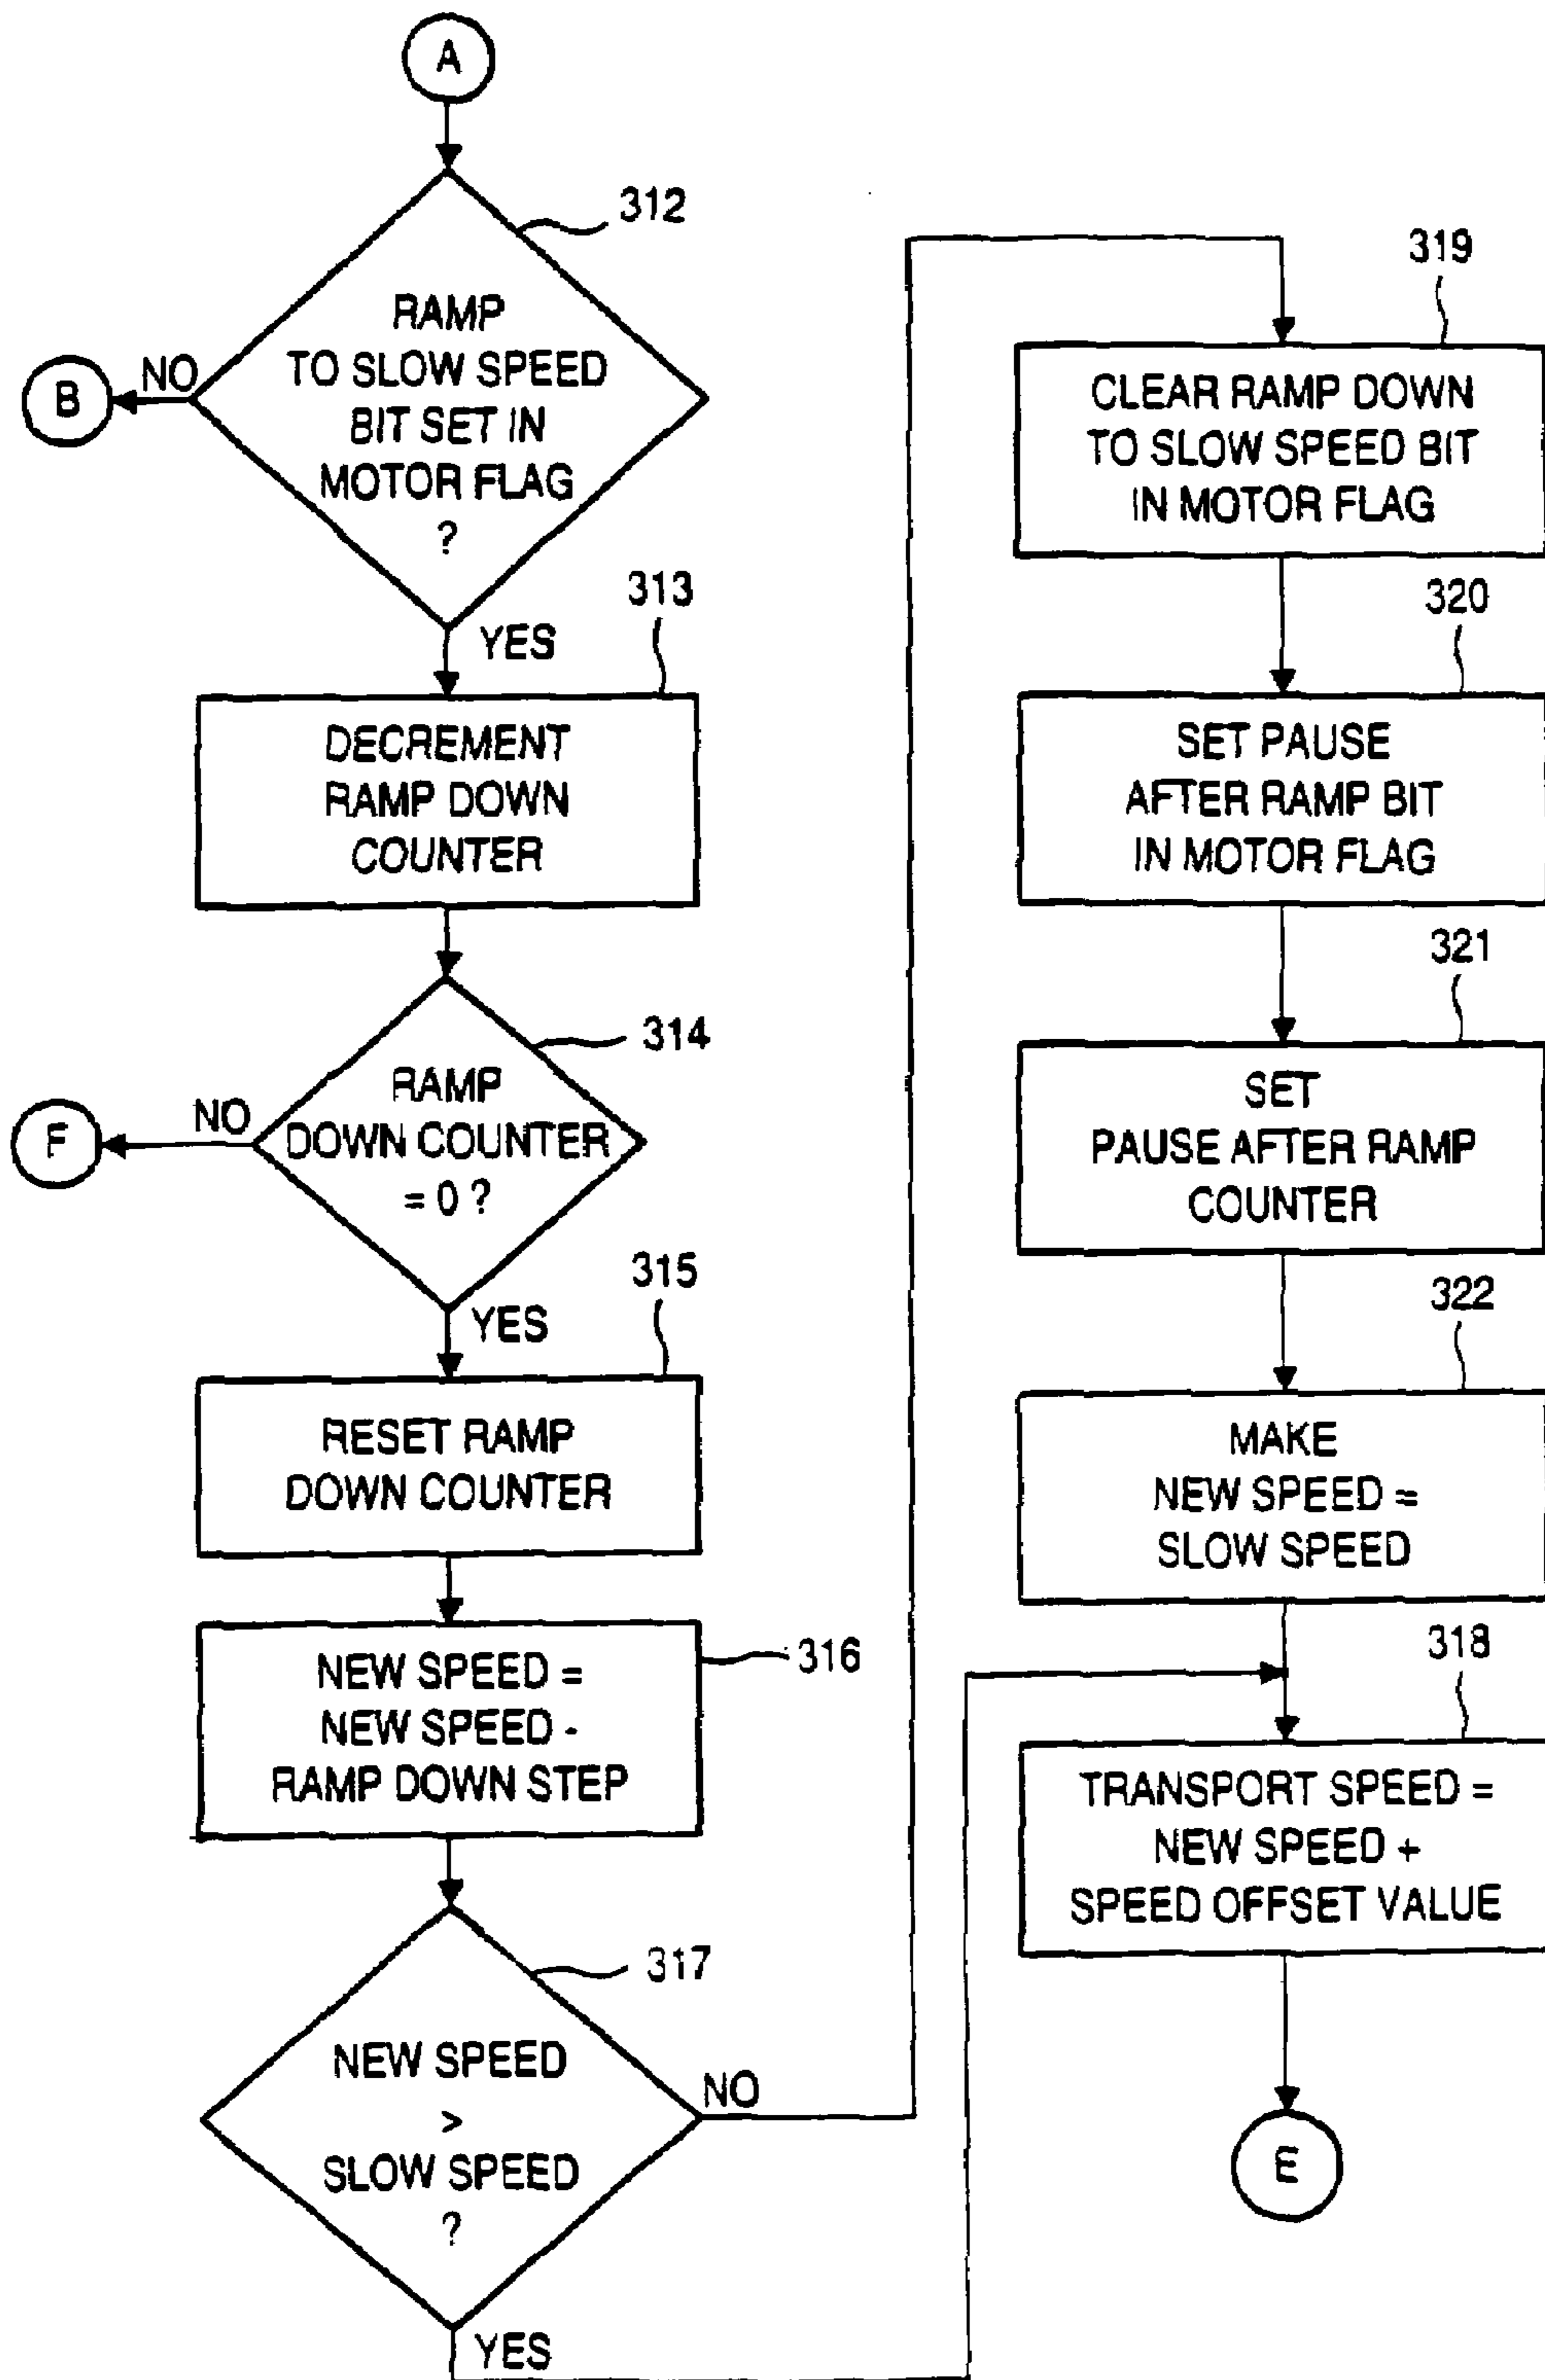 A
312
RAMP
TO SLOW SPEED
BIT SET IN
MOTOR FLAG
?
NO
B
YES
313
DECREMENT
RAMP DOWN
COUNTER
314
RAMP
DOWN COUNTER
= 0 ?
NO
F
YES
315
RESET RAMP
DOWN COUNTER
316
NEW SPEED =
NEW SPEED -
RAMP DOWN STEP
317
NEW SPEED
>
SLOW SPEED
?
NO
YES
319
CLEAR RAMP DOWN
TO SLOW SPEED BIT
IN MOTOR FLAG
320
SET PAUSE
AFTER RAMP BIT
IN MOTOR FLAG
321
SET
PAUSE AFTER RAMP
COUNTER
322
MAKE
NEW SPEED =
SLOW SPEED
318
TRANSPORT SPEED =
NEW SPEED +
SPEED OFFSET VALUE
E